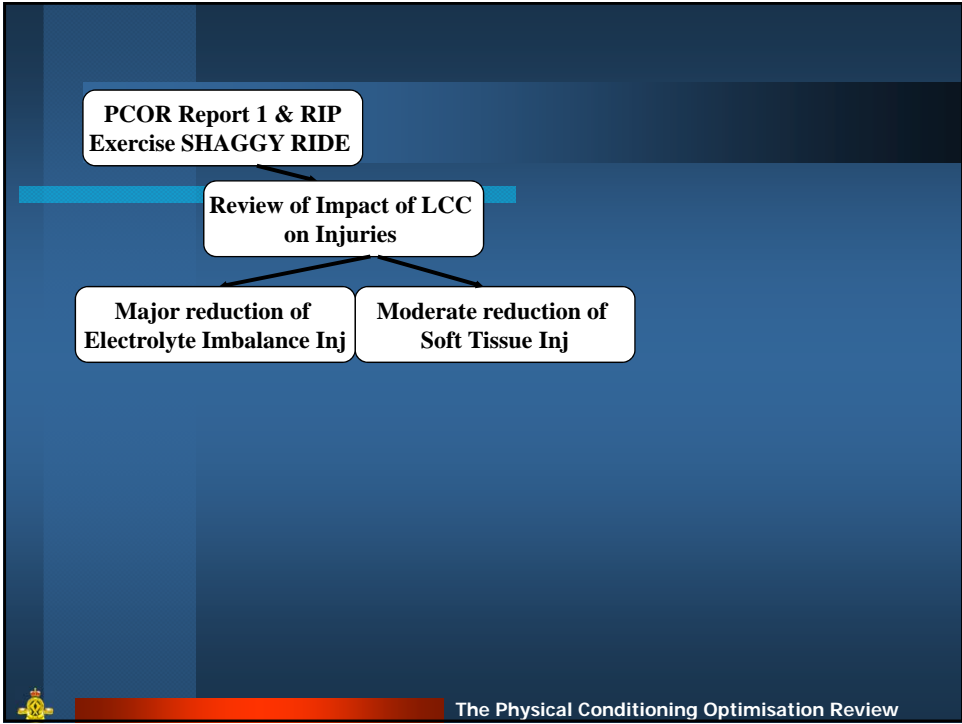 PCOR Report 1 & RIP
Exercise SHAGGY RIDE
Review of Impact of LCC
on Injuries
Major reduction of
Electrolyte Imbalance Inj
Moderate reduction of
Soft Tissue Inj
The Physical Conditioning Optimisation Review